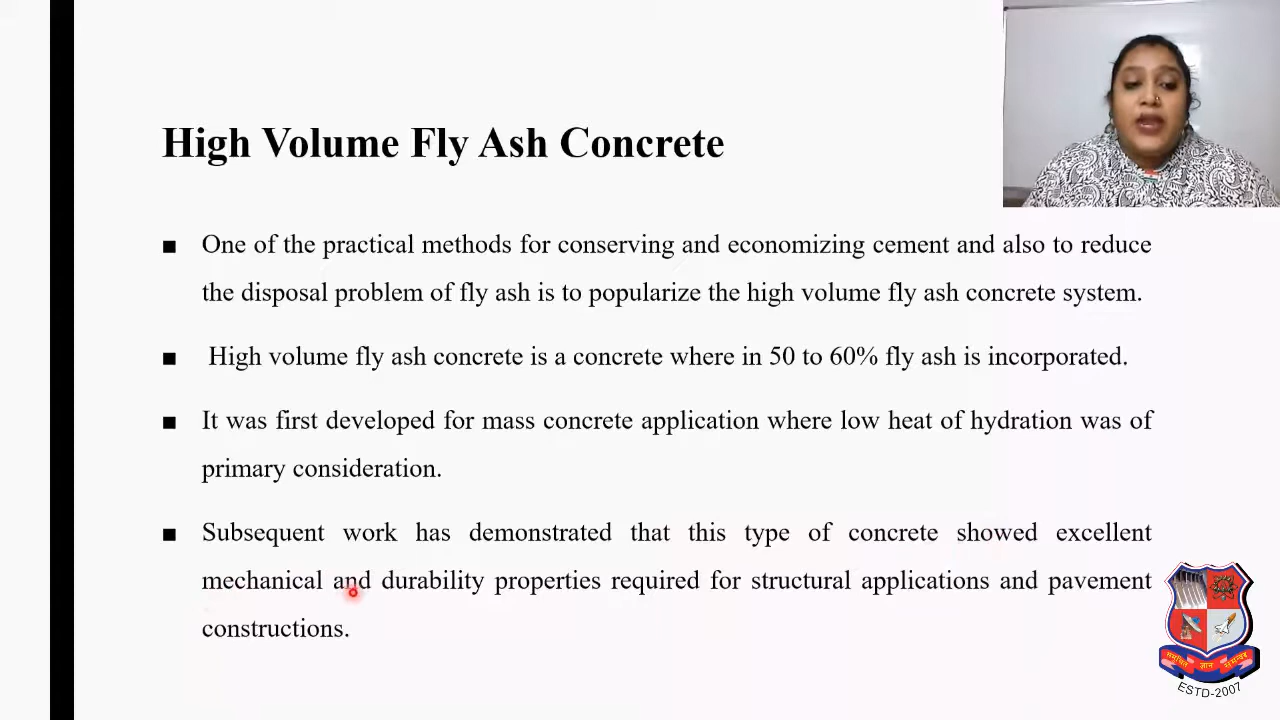 High Volume Fly Ash Concrete
■ One of the practical methods for conserving and economizing cement and also to reduce
the disposal problem of fly ash is to popularize the high volume fly ash concrete system.
■ High volume fly ash concrete is a concrete where in 50 to 60% fly ash is incorporated.
■ It was first developed for mass concrete application where low heat of hydration was of
primary consideration.
■ Subsequent work has demonstrated that this type of concrete showed excellent
mechanical and durability properties required for structural applications and pavement
constructions.
ज्ञान
ESTD-2007